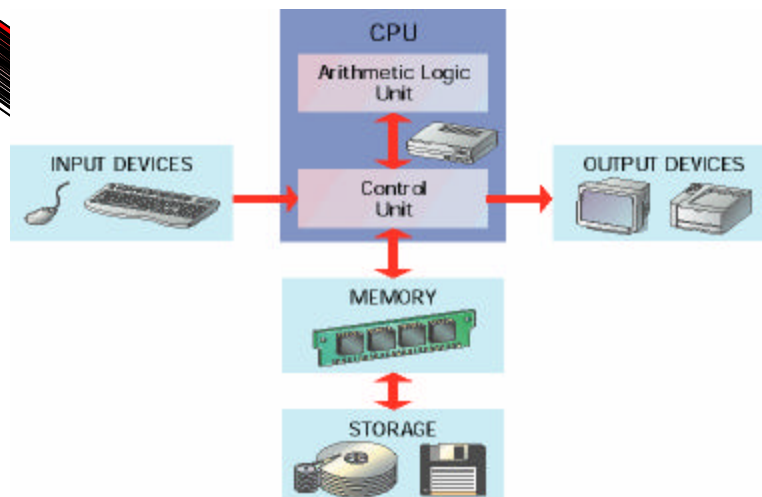 CPU
Arithmetic Logic
Unit
INPUT DEVICES
Control
Unit
OUTPUT DEVICES
MEMORY
STORAGE